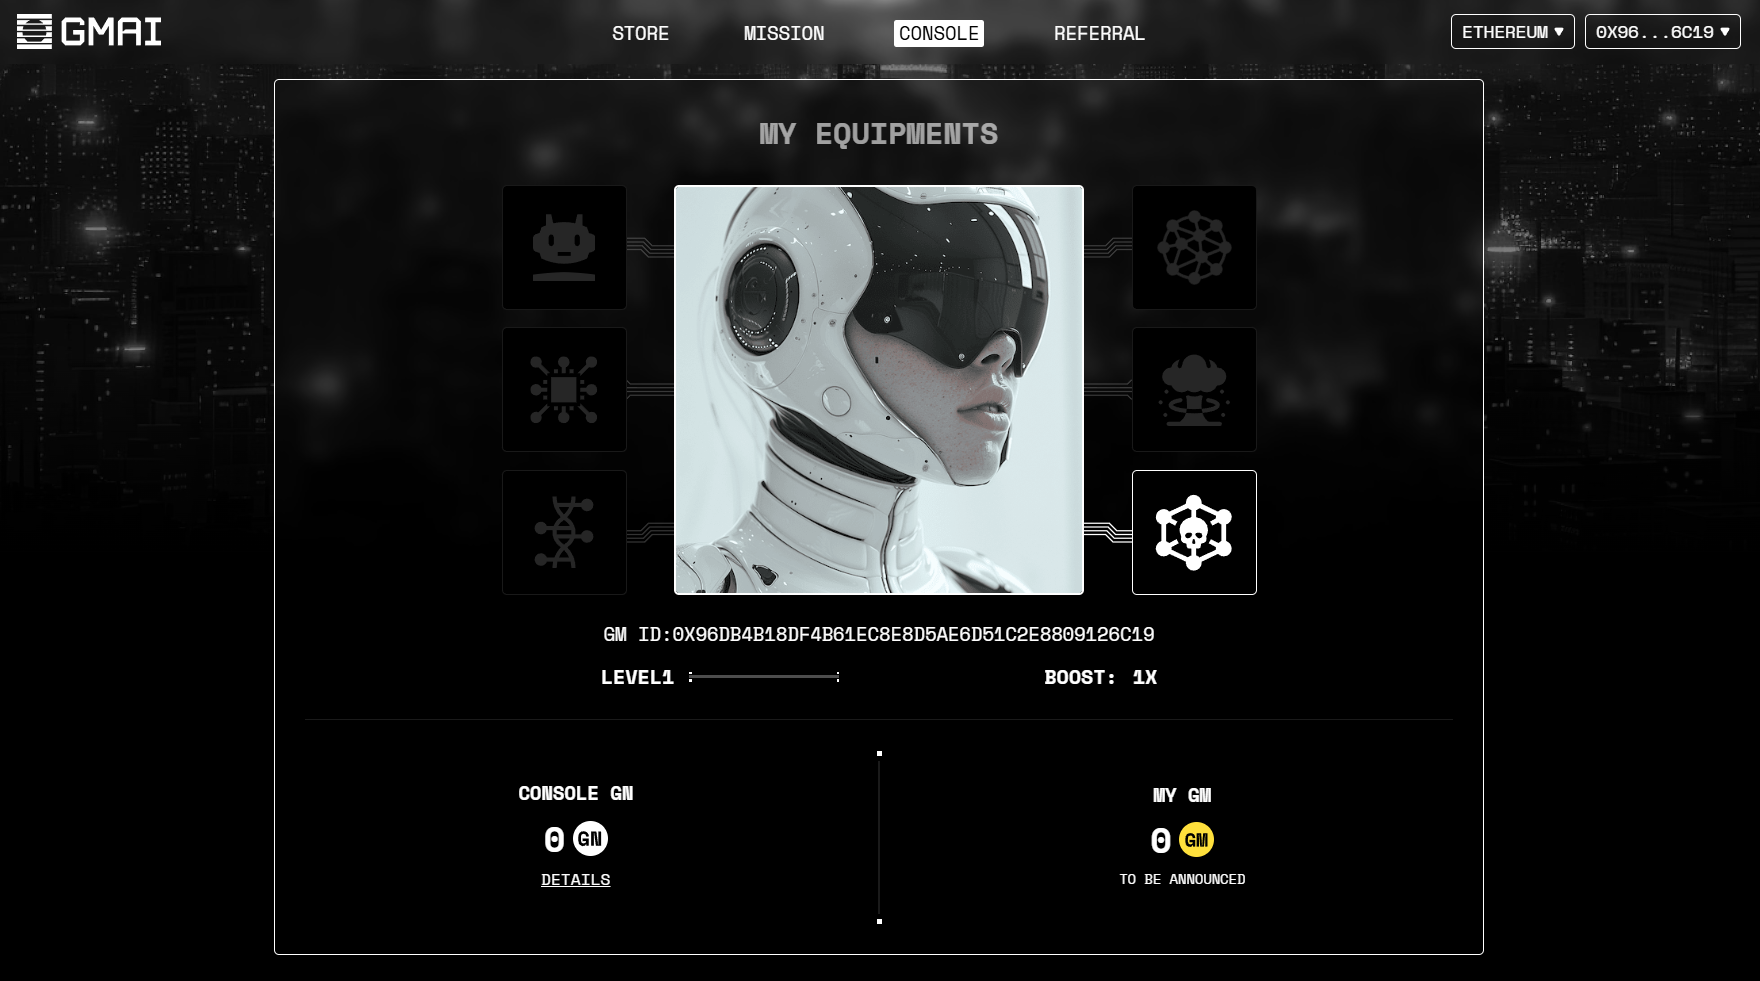 GMAI
STORE
MISSION
CONSOLE
REFERRAL
ETHEREUM ▼
0X96...6C19 ▼
MY EQUIPMENTS
GM ID:0X96DB4B18DF4B61EC8E8D5AE6D51C2E8809126C19
LEVEL1
BOOST: 1X
CONSOLE GN
0 GN
DETAILS
MY GM
0 GM
TO BE ANNOUNCED